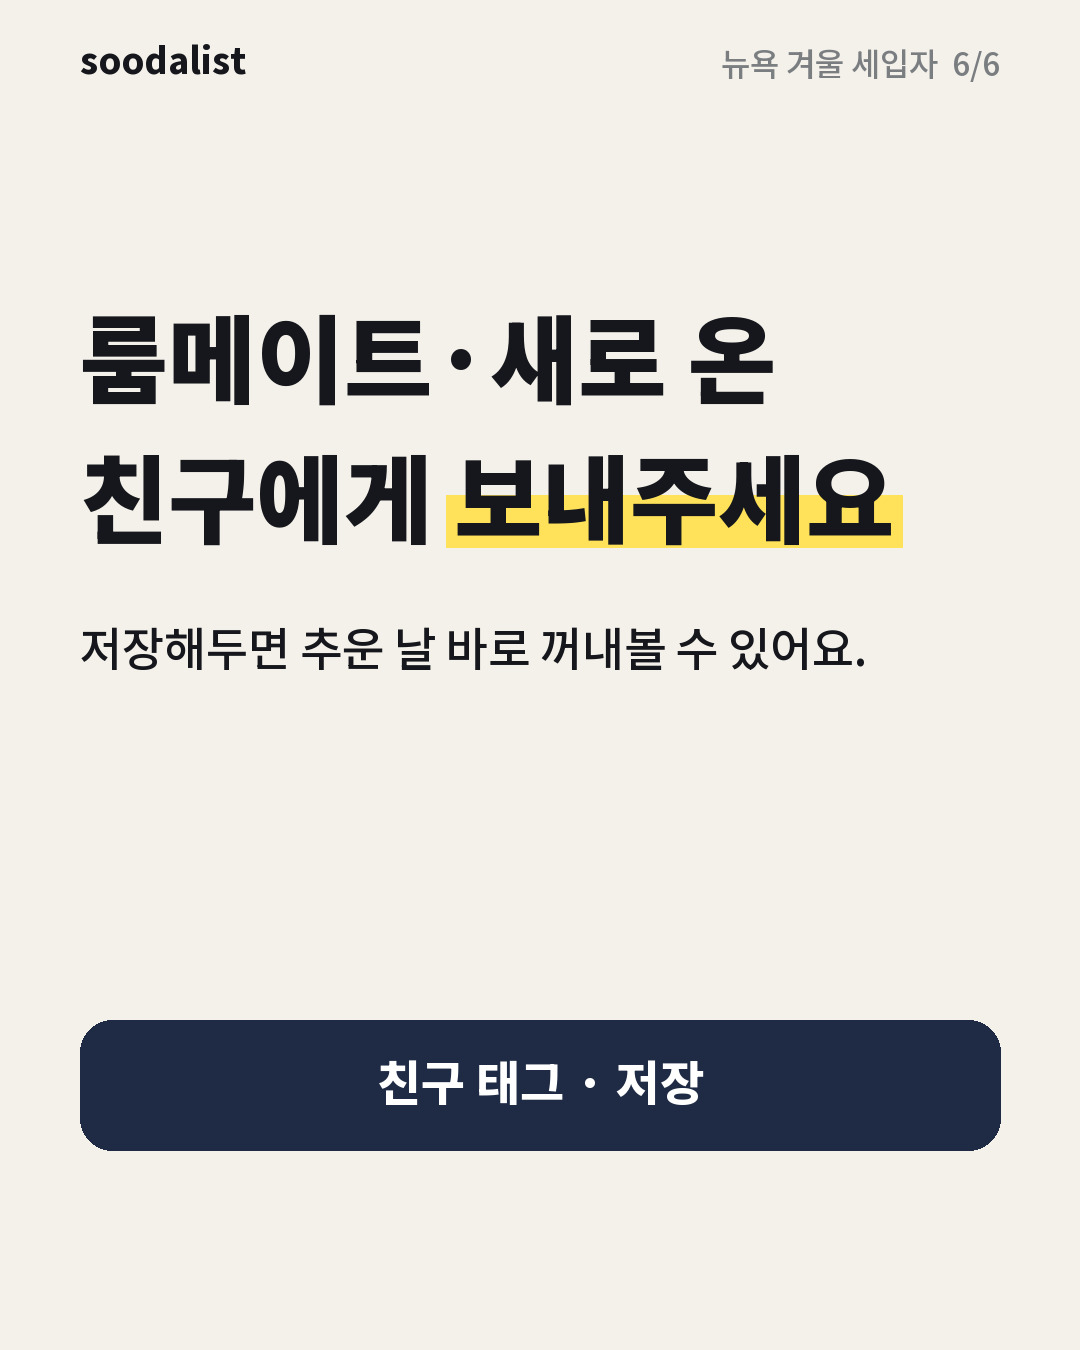 soodalist
뉴욕 겨울 세입자 6/6
룸메이트·새로 온
친구에게 보내주세요
저장해두면 추운 날 바로 꺼내볼 수 있어요.
친구 태그 · 저장